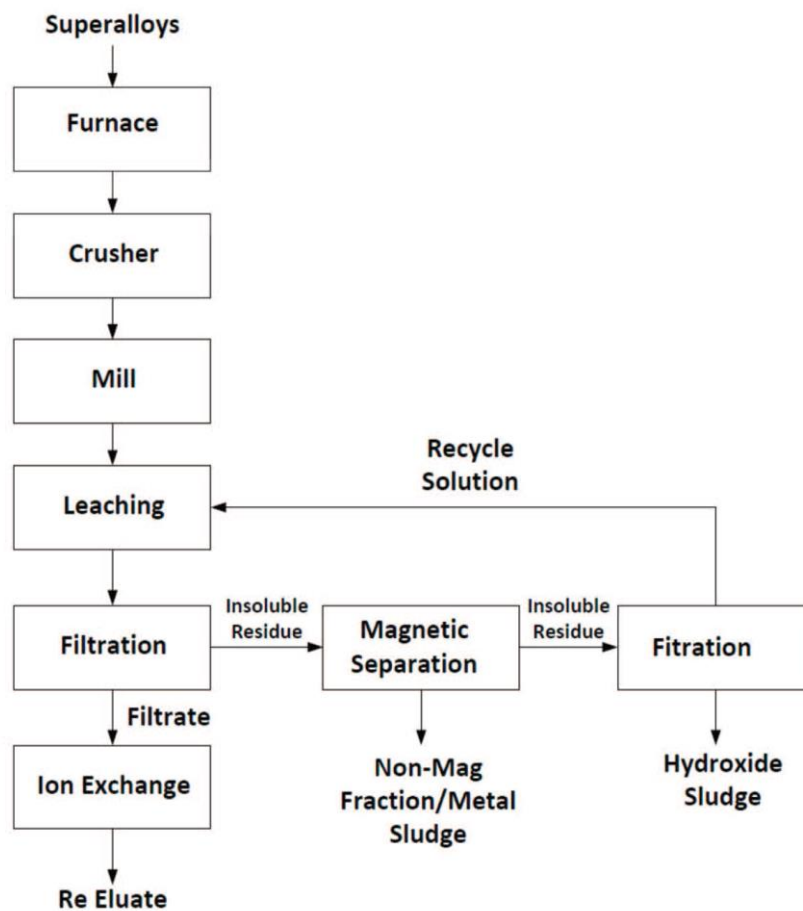 Superalloys
Furnace
Crusher
Mill
Recycle
Solution
Leaching
Filtration
Insoluble
Residue
Magnetic
Separation
Insoluble
Residue
Fitration
Filtrate
Ion Exchange
Non-Mag
Fraction/Metal
Sludge
Hydroxide
Sludge
Re Eluate